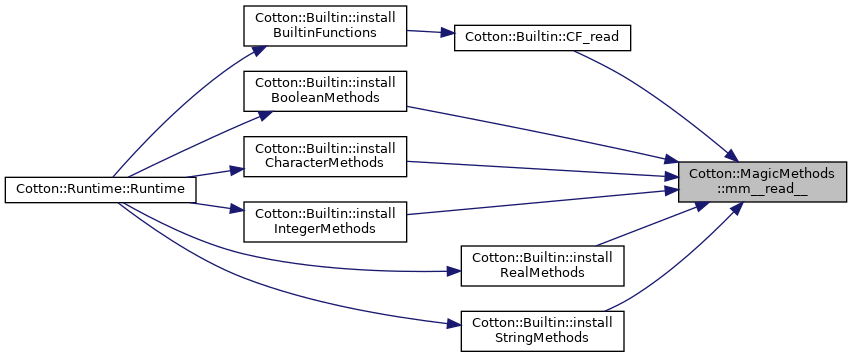 Cotton::Builtin::install
BuiltinFunctions
Cotton::Builtin::CF_read
Cotton::Builtin::install
BooleanMethods
Cotton::Builtin::install
CharacterMethods
Cotton::MagicMethods
::mm__read__
Cotton::Runtime::Runtime
Cotton::Builtin::install
IntegerMethods
Cotton::Builtin::install
RealMethods
Cotton::Builtin::install
StringMethods